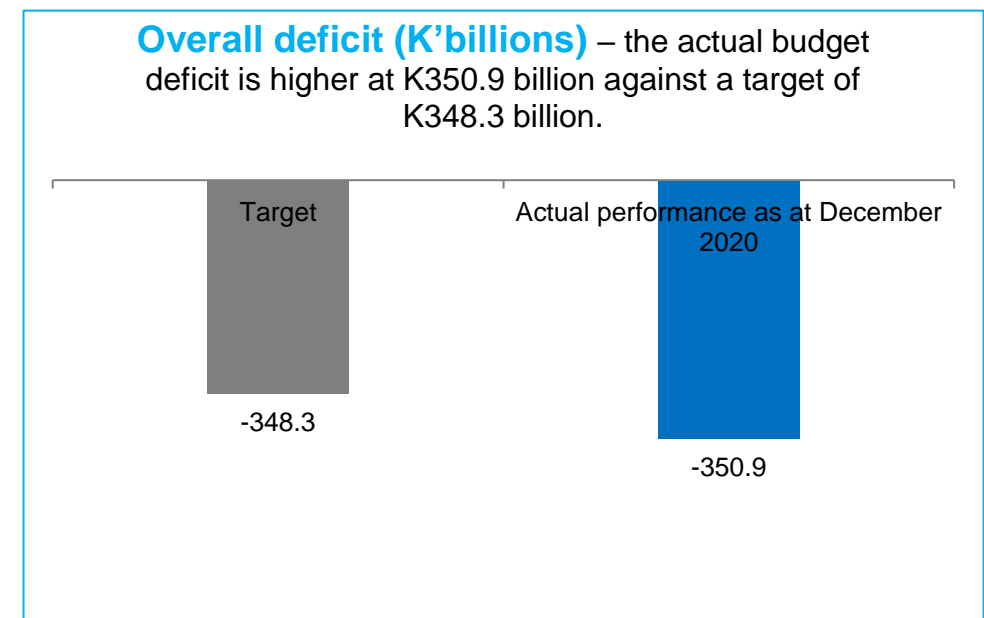 Overall deficit (K’billions) – the actual budget
deficit is higher at K350.9 billion against a target of
K348.3 billion.
Target
Actual performance as at December
2020
-348.3
-350.9